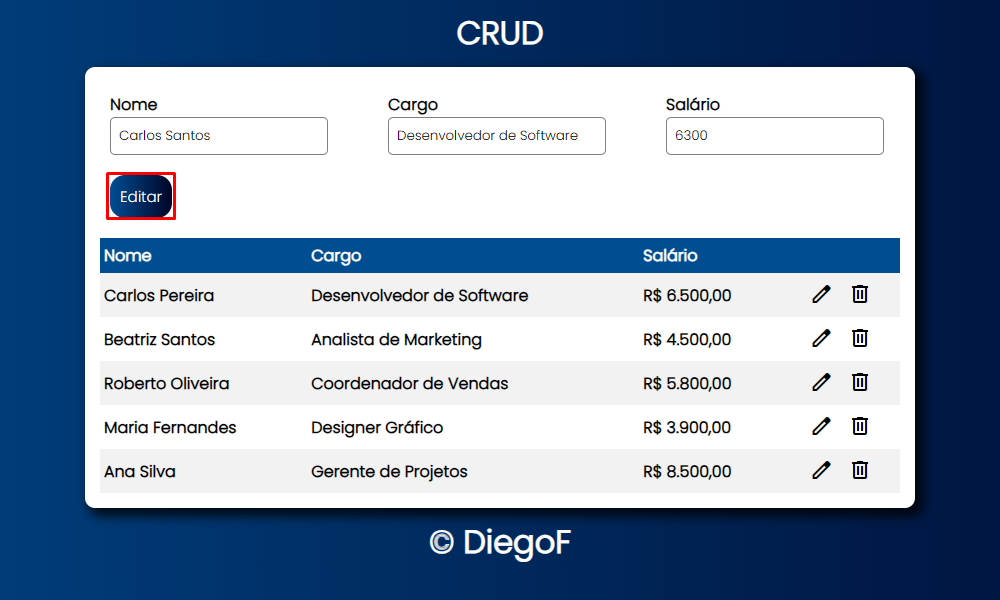 CRUD
Nome Cargo Salário
Carlos Santos Desenvolvedor de Software 6300
Editar
Nome Cargo Salário
Carlos Pereira Desenvolvedor de Software R$ 6.500,00
Beatriz Santos Analista de Marketing R$ 4.500,00
Roberto Oliveira Coordenador de Vendas R$ 5.800,00
Maria Fernandes Designer Gráfico R$ 3.900,00
Ana Silva Gerente de Projetos R$ 8.500,00
© DiegoF